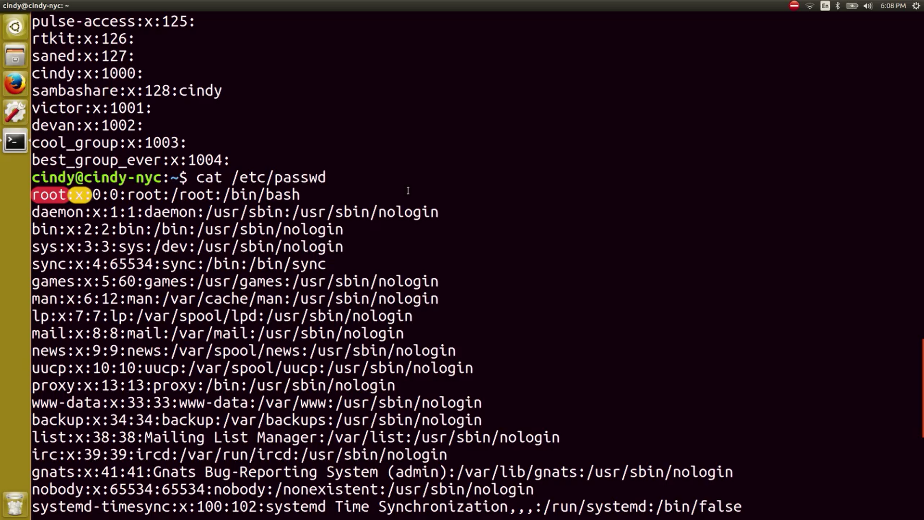 cindy@cindy-nyc: ~
En
6:08 PM
pulse-access:x:125:
rtkit:x:126:
saned:x:127:
cindy:x:1000:
sambashare:x:128:cindy
victor:x:1001:
devan:x:1002:
cool_group:x:1003:
best_group_ever:x:1004:
cindy@cindy-nyc:~$ cat /etc/passwd
root:x:0:0:root:/root:/bin/bash
daemon:x:1:1:daemon:/usr/sbin:/usr/sbin/nologin
bin:x:2:2:bin:/bin:/usr/sbin/nologin
sys:x:3:3:sys:/dev:/usr/sbin/nologin
sync:x:4:65534:sync:/bin:/bin/sync
games:x:5:60:games:/usr/games:/usr/sbin/nologin
man:x:6:12:man:/var/cache/man:/usr/sbin/nologin
lp:x:7:7:lp:/var/spool/lpd:/usr/sbin/nologin
mail:x:8:8:mail:/var/mail:/usr/sbin/nologin
news:x:9:9:news:/var/spool/news:/usr/sbin/nologin
uucp:x:10:10:uucp:/var/spool/uucp:/usr/sbin/nologin
proxy:x:13:13:proxy:/bin:/usr/sbin/nologin
www-data:x:33:33:www-data:/var/www:/usr/sbin/nologin
backup:x:34:34:backup:/var/backups:/usr/sbin/nologin
list:x:38:38:Mailing List Manager:/var/list:/usr/sbin/nologin
irc:x:39:39:ircd:/var/run/ircd:/usr/sbin/nologin
gnats:x:41:41:Gnats Bug-Reporting System (admin):/var/lib/gnats:/usr/sbin/nologin
nobody:x:65534:65534:nobody:/nonexistent:/usr/sbin/nologin
systemd-timesync:x:100:102:systemd Time Synchronization,,,:/run/systemd:/bin/false